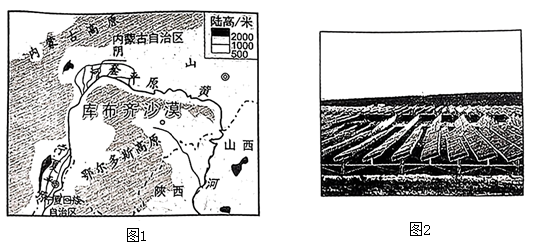 陆高/米
2000
1000
500
内蒙古高原
内蒙古自治区
阴
山
河套平原
黄
库布齐沙漠
鄂尔多斯高原
山西
陕西
河
宁夏回族
自治区
图1
图2